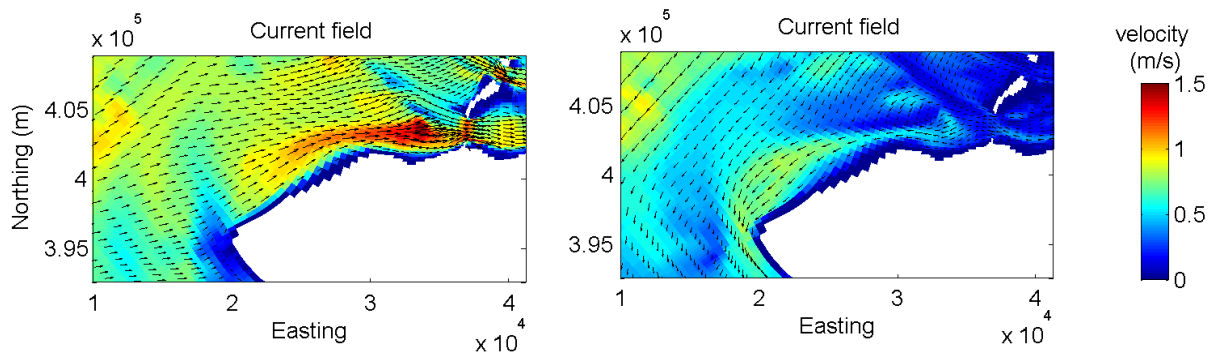 x 10 5
Current field
Northing (m)
4.05
4
3.95
1
2
3
4
Easting
x 10 4
x 10 5
Current field
4.05
4
3.95
1
2
3
4
Easting
x 10 4
velocity
(m/s)
1.5
1
0.5
0